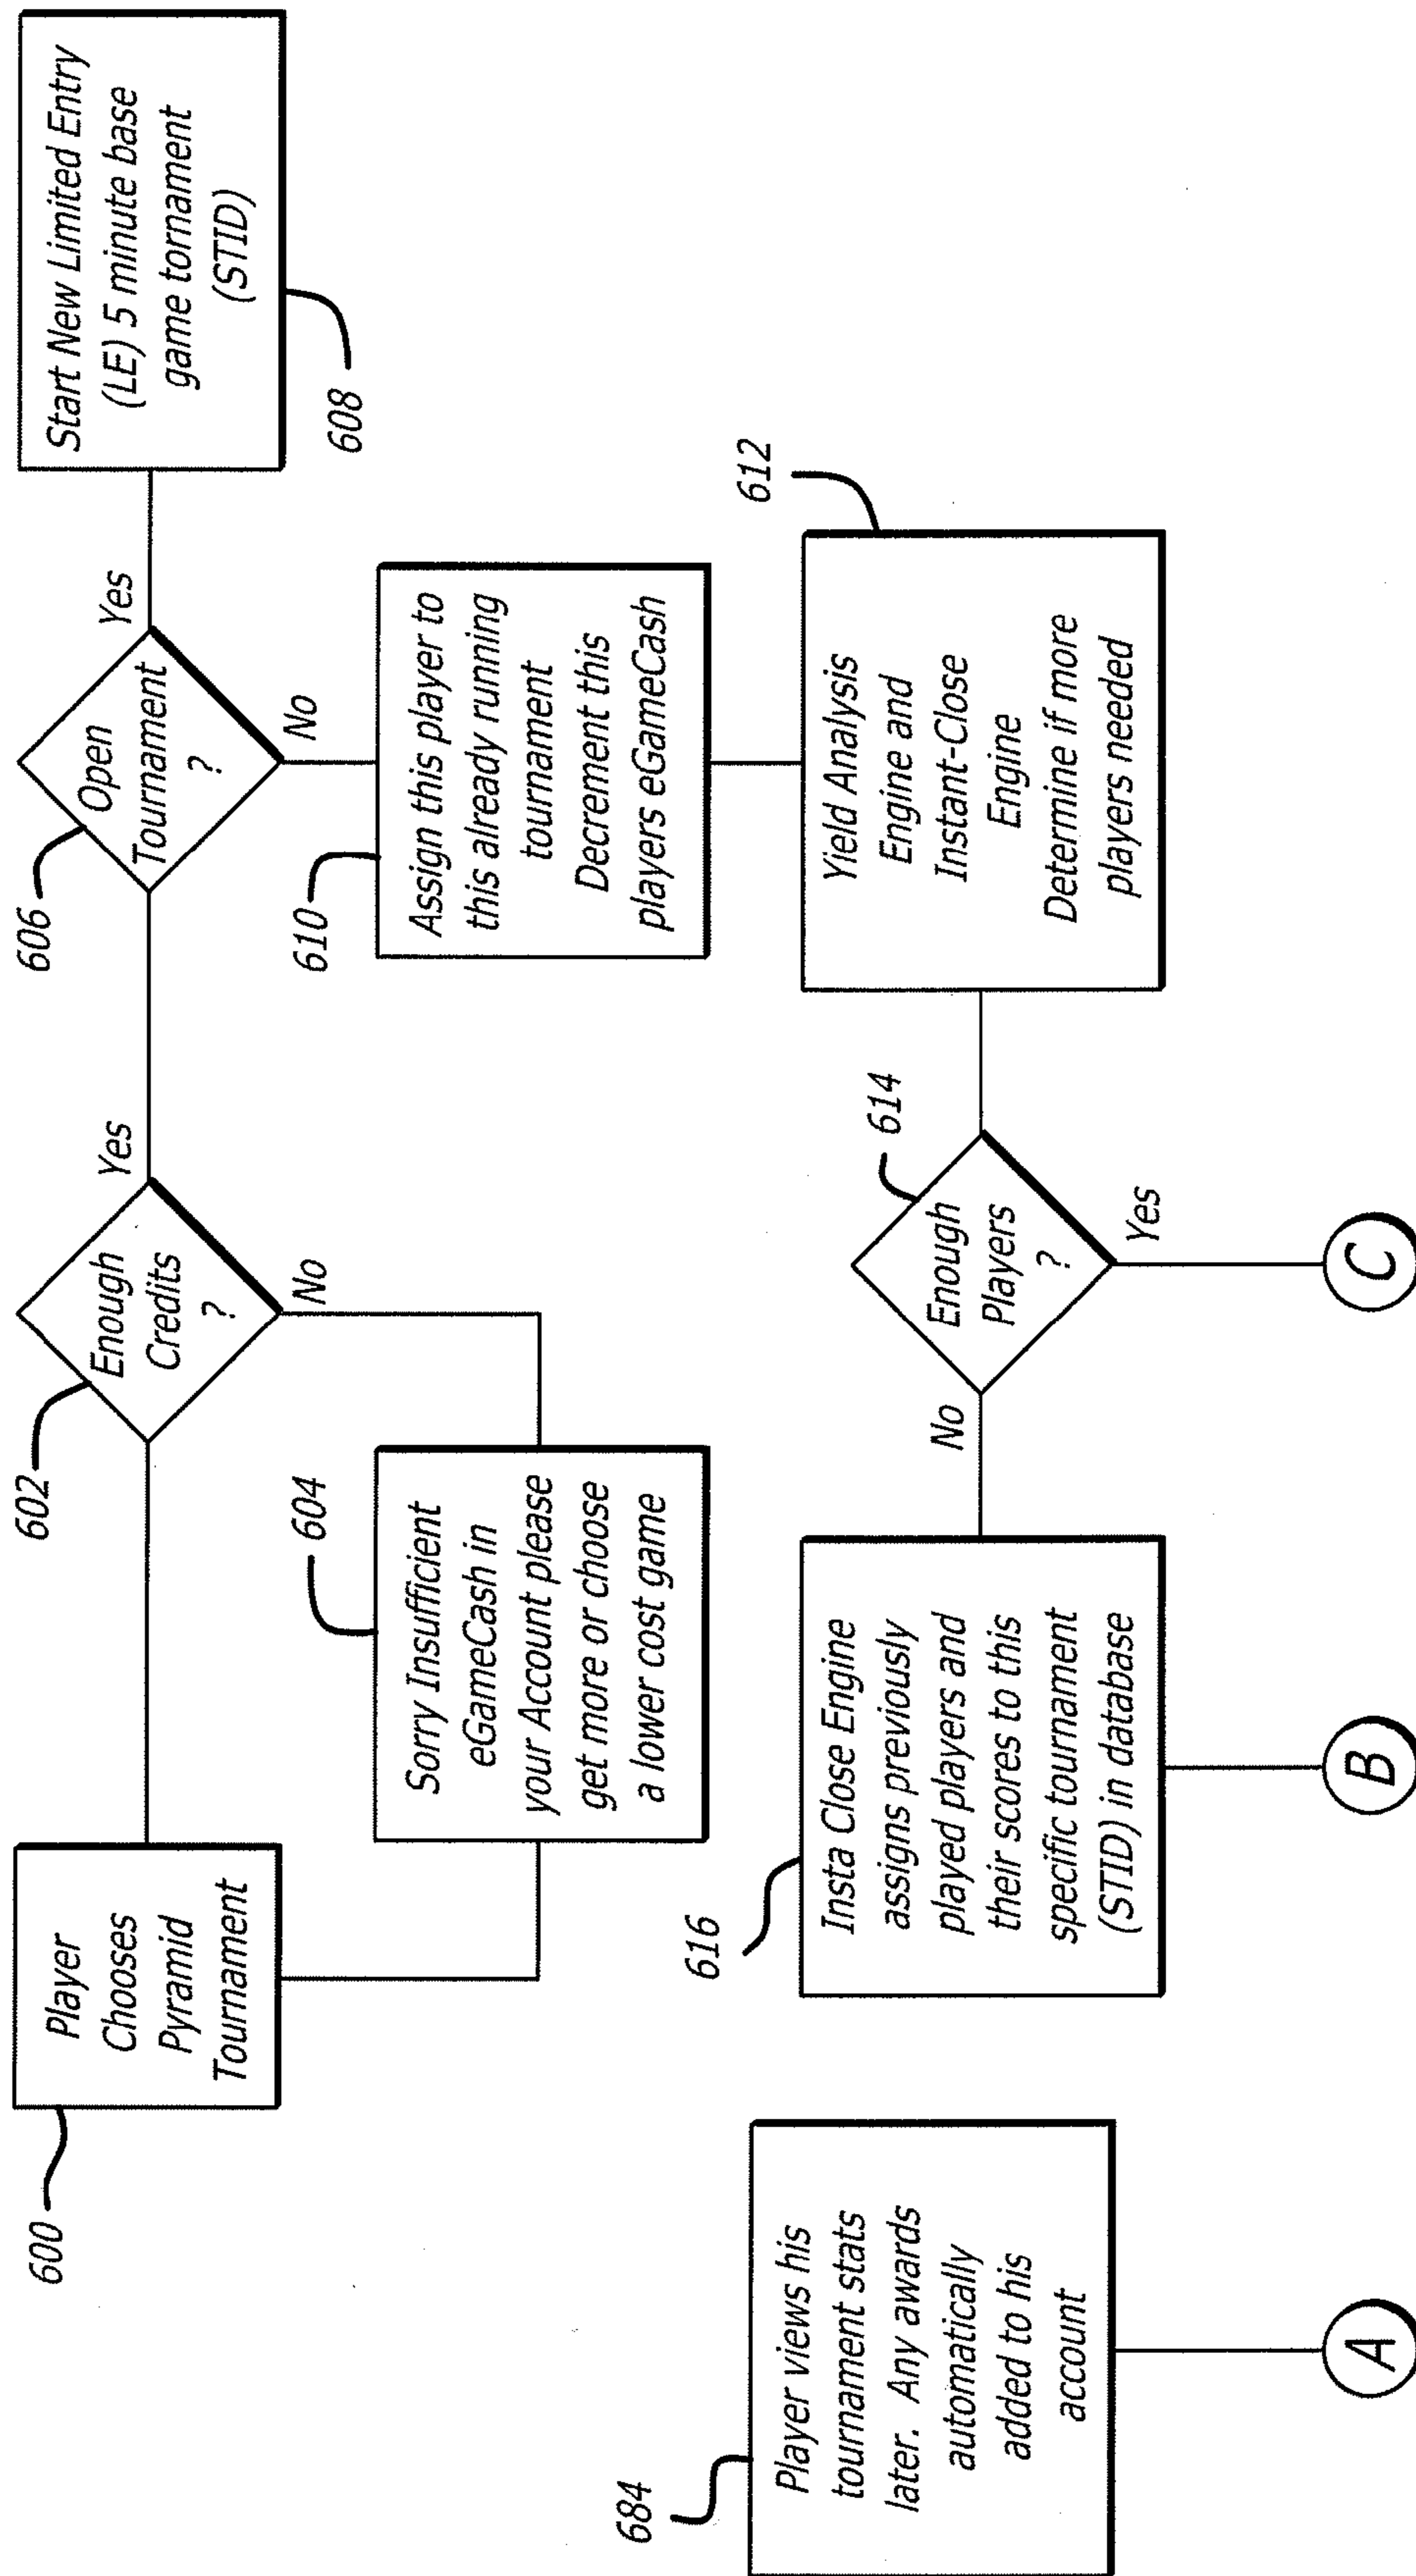 600
Player
Chooses
Pyramid
Tournament
602
Enough
Credits
?
Yes
No
604
Sorry Insufficient
eGameCash in
your Account please
get more or choose
a lower cost game
606
Open
Tournament
?
Yes
No
Start New Limited Entry
(LE) 5 minute base
game tornament
(STID)
608
610
Assign this player to
this already running
tournament
Decrement this
players eGameCash
612
Yield Analysis
Engine and
Instant-Close
Engine
Determine if more
players needed
614
Enough
Players
?
No
Yes
616
Insta Close Engine
assigns previously
played players and
their scores to this
specific tournament
(STID) in database
684
Player views his
tournament stats
later. Any awards
automatically
added to his
account
A
B
C